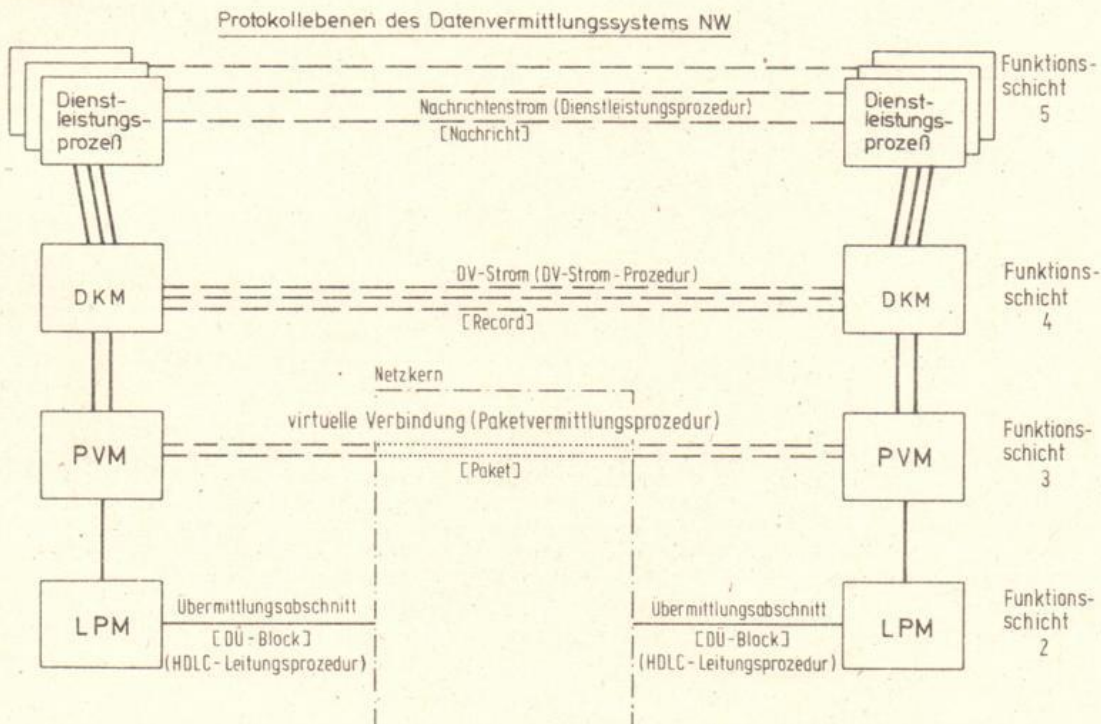 Protokollebenen des Datenvermittlungssystems NW
Dienst-
leistungs-
prozeß
Nachrichtenstrom (Dienstleistungsprozedur)
[Nachricht]
Dienst-
leistungs-
prozeß
Funktions-
schicht
5
DKM
DV-Strom (DV-Strom-Prozedur)
[Record]
DKM
Funktions-
schicht
4
Netzkern
virtuelle Verbindung (Paketvermittlungsprozedur)
PVM
[Paket]
PVM
Funktions-
schicht
3
LPM
Übermittlungsabschnitt
[DÜ-Block]
(HDLC-Leitungsprozedur)
Übermittlungsabschnitt
[DÜ-Block]
(HDLC-Leitungsprozedur)
LPM
Funktions-
schicht
2